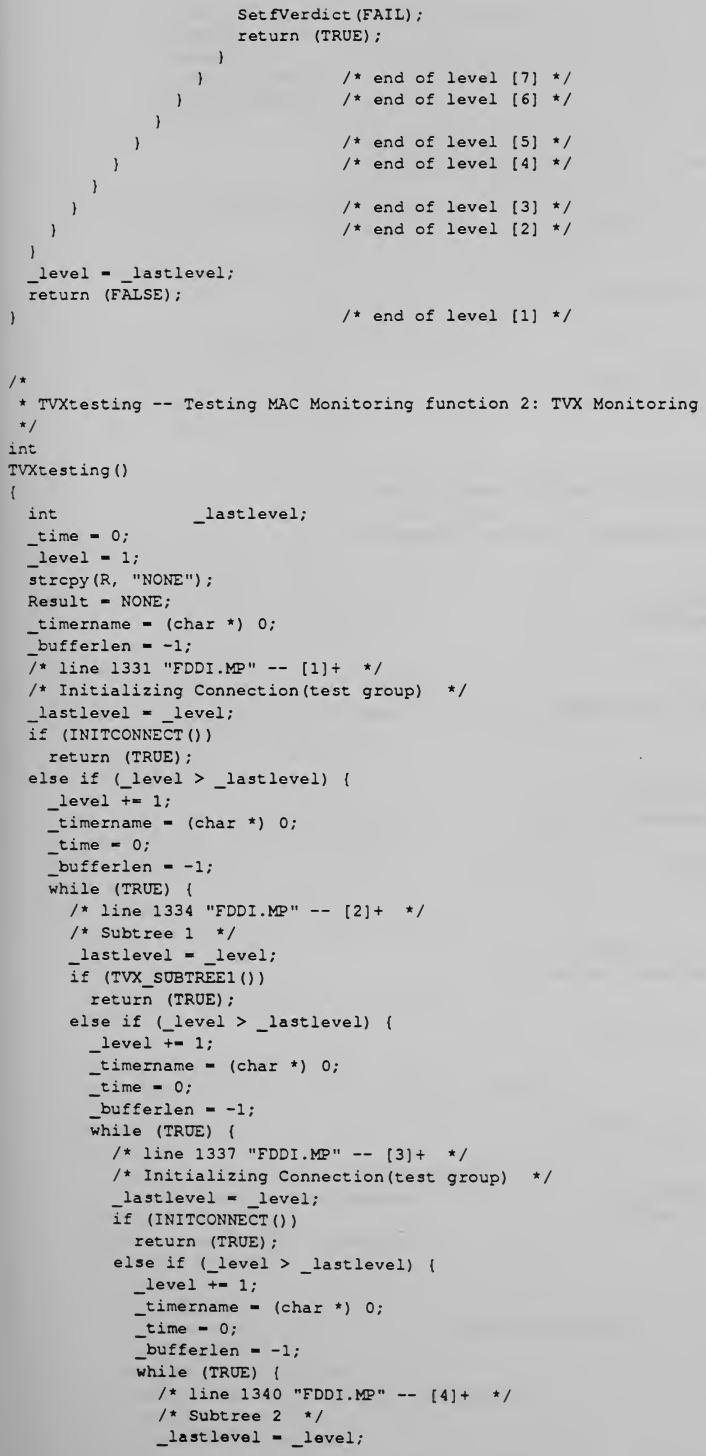 SetfVerdict(FAIL);
                      return (TRUE);
                    }
                  }            /* end of level [7] */
                }              /* end of level [6] */
              }
            }                  /* end of level [5] */
          }                    /* end of level [4] */
        }
      }                        /* end of level [3] */
    }                          /* end of level [2] */
  }
  _level = _lastlevel;
  return (FALSE);
}                              /* end of level [1] */

/*
 * TVXtesting -- Testing MAC Monitoring function 2: TVX Monitoring
 */
int
TVXtesting()
{
  int             _lastlevel;
  _time = 0;
  _level = 1;
  strcpy(R, "NONE");
  Result = NONE;
  _timername = (char *) 0;
  _bufferlen = -1;
  /* line 1331 "FDDI.MP" -- [1]+  */
  /* Initializing Connection(test group)  */
  _lastlevel = _level;
  if (INITCONNECT())
    return (TRUE);
  else if (_level > _lastlevel) {
    _level += 1;
    _timername = (char *) 0;
    _time = 0;
    _bufferlen = -1;
    while (TRUE) {
      /* line 1334 "FDDI.MP" -- [2]+  */
      /* Subtree 1  */
      _lastlevel = _level;
      if (TVX_SUBTREE1())
        return (TRUE);
      else if (_level > _lastlevel) {
        _level += 1;
        _timername = (char *) 0;
        _time = 0;
        _bufferlen = -1;
        while (TRUE) {
          /* line 1337 "FDDI.MP" -- [3]+  */
          /* Initializing Connection(test group)  */
          _lastlevel = _level;
          if (INITCONNECT())
            return (TRUE);
          else if (_level > _lastlevel) {
            _level += 1;
            _timername = (char *) 0;
            _time = 0;
            _bufferlen = -1;
            while (TRUE) {
              /* line 1340 "FDDI.MP" -- [4]+  */
              /* Subtree 2  */
              _lastlevel = _level;